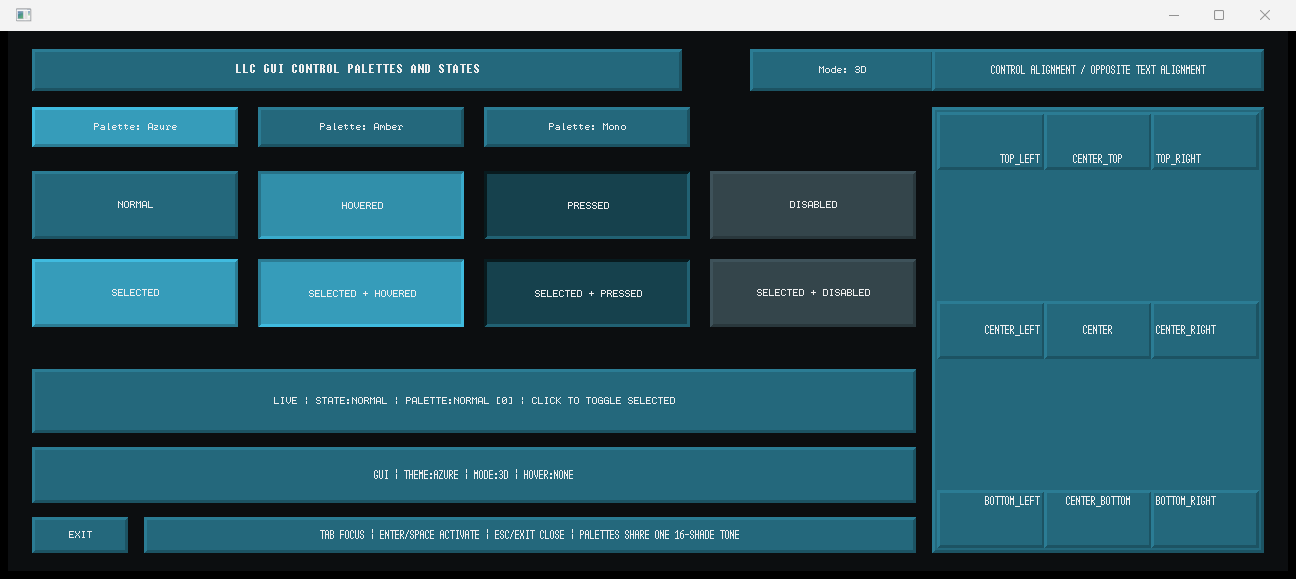 LLC GUI CONTROL PALETTES AND STATES
Mode: 3D
CONTROL ALIGNMENT / OPPOSITE TEXT ALIGNMENT
Palette: Azure
Palette: Amber
Palette: Mono
NORMAL
HOVERED
PRESSED
DISABLED
SELECTED
SELECTED + HOVERED
SELECTED + PRESSED
SELECTED + DISABLED
LIVE | STATE:NORMAL | PALETTE:NORMAL [0] | CLICK TO TOGGLE SELECTED
GUI | THEME:AZURE | MODE:3D | HOVER:NONE
EXIT
TAB FOCUS | ENTER/SPACE ACTIVATE | ESC/EXIT CLOSE | PALETTES SHARE ONE 16-SHADE TONE
TOP_LEFT
CENTER_TOP
TOP_RIGHT
CENTER_LEFT
CENTER
CENTER_RIGHT
BOTTOM_LEFT
CENTER_BOTTOM
BOTTOM_RIGHT